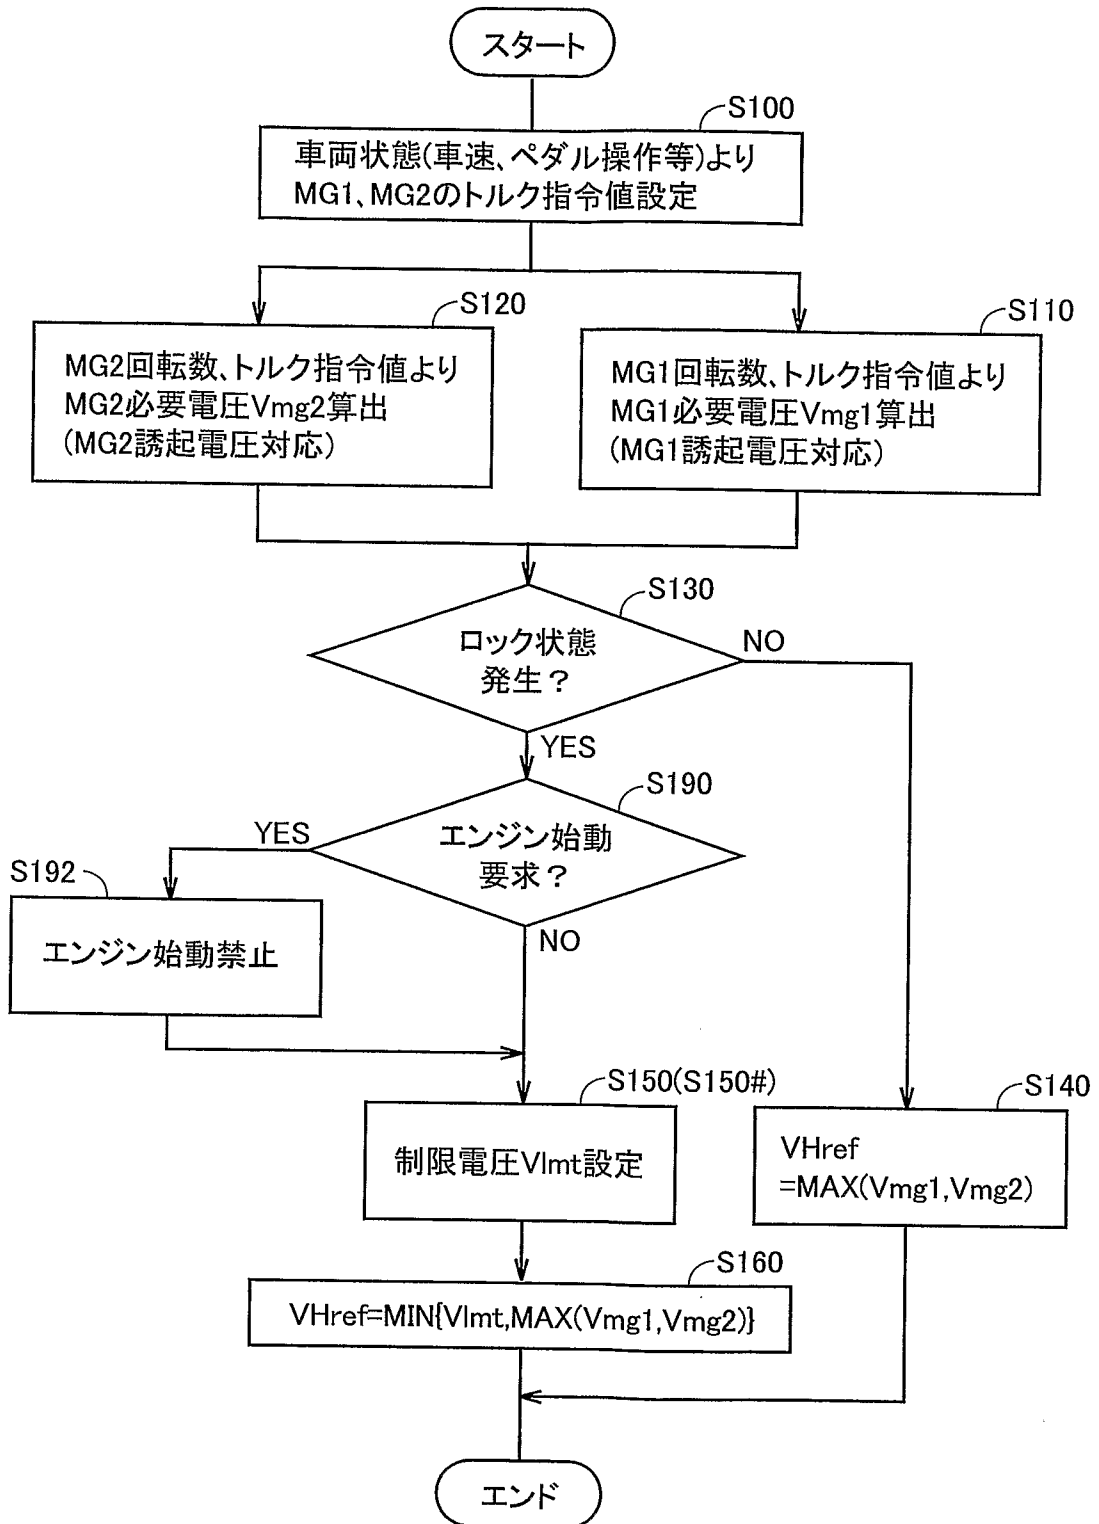 スタート
S100
車両状態(車速、ペダル操作等)より
MG1、MG2のトルク指令値設定
S120
MG2回転数、トルク指令値より
MG2必要電圧Vmg2算出
(MG2誘起電圧対応)
S110
MG1回転数、トルク指令値より
MG1必要電圧Vmg1算出
(MG1誘起電圧対応)
S130
ロック状態
発生？
NO
YES
S190
エンジン始動
要求？
YES
NO
S192
エンジン始動禁止
S150(S150#)
制限電圧Vlmt設定
S140
VHref
=MAX(Vmg1,Vmg2)
S160
VHref=MIN{Vlmt,MAX(Vmg1,Vmg2)}
エンド